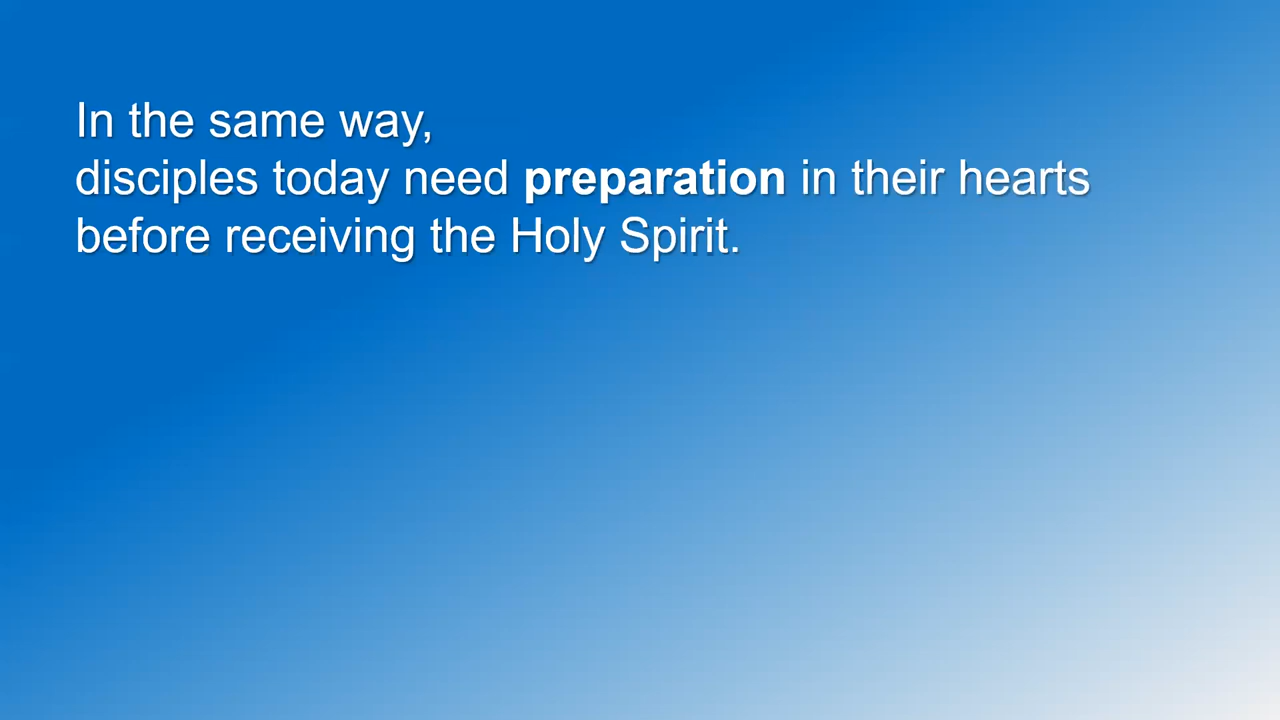 In the same way,
disciples today need preparation in their hearts
before receiving the Holy Spirit.